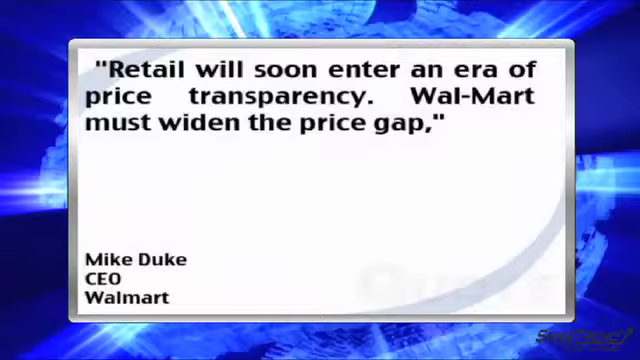 "Retail will soon enter an era of
price transparency. Wal-Mart
must widen the price gap,"
Mike Duke
CEO
Walmart
Quote